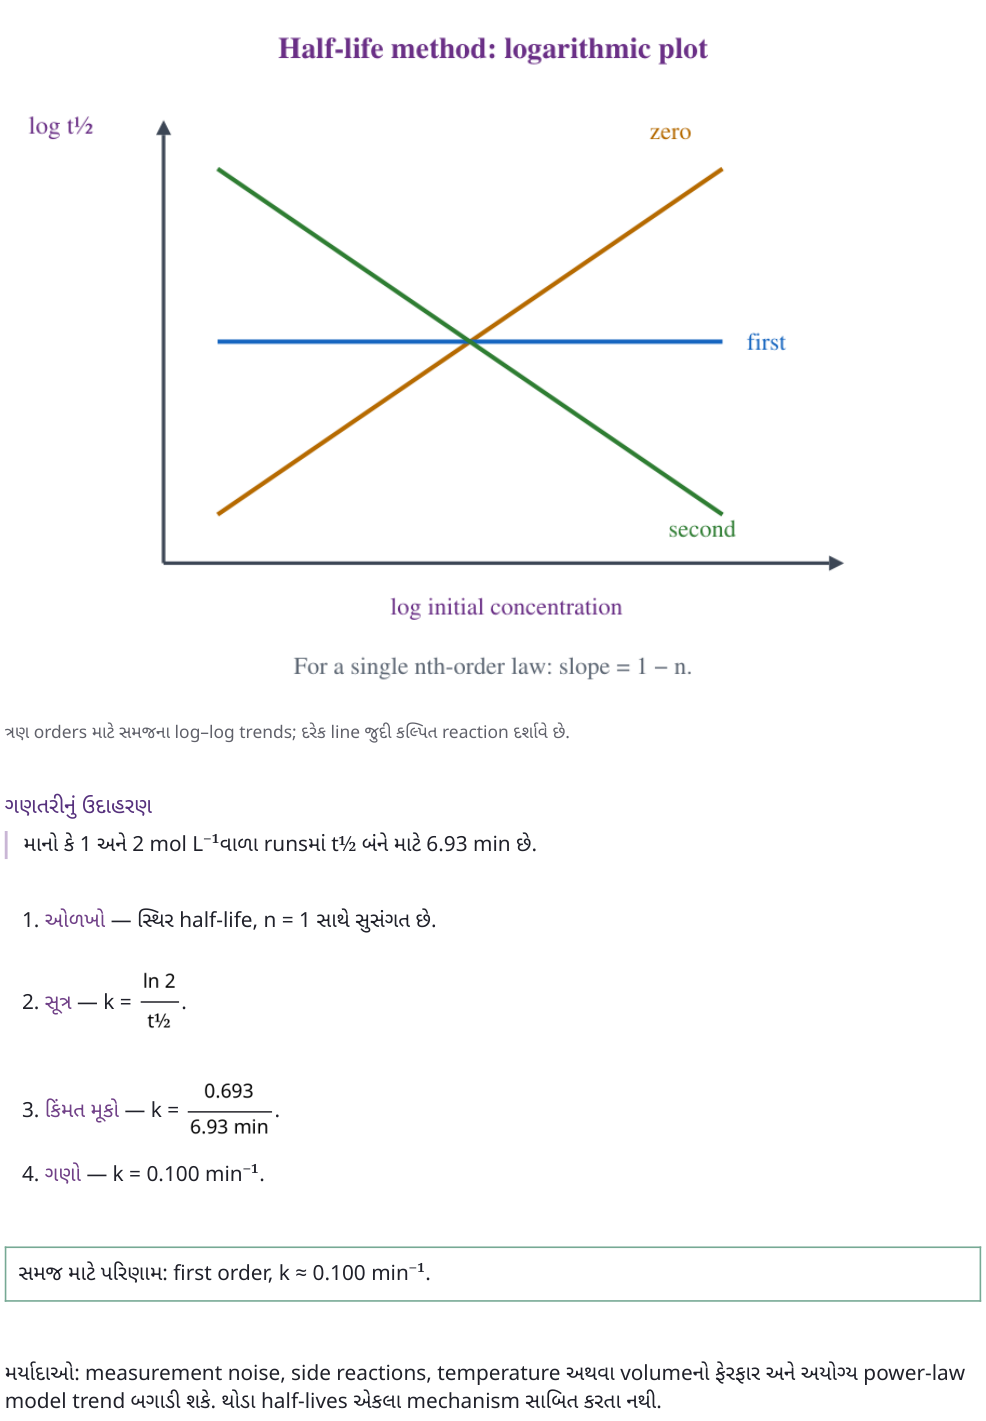 Half-life method: logarithmic plot
log t½
zero
first
second
log initial concentration
For a single nth-order law: slope = 1 − n.
ત્રણ orders માટે સમજના log–log trends; દરેક line જુદી કલ્પિત reaction દર્શાવે છે.
ગણતરીનું ઉદાહરણ
માનો કે 1 અને 2 mol L⁻¹વાળા runsમાં t½ બંને માટે 6.93 min છે.
1. ઓળખો — સ્થિર half-life, n = 1 સાથે સુસંગત છે.
2. સૂત્ર — k = ln 2 / t½.
3. કિંમત મૂકો — k = 0.693 / 6.93 min.
4. ગણો — k = 0.100 min⁻¹.
સમજ માટે પરિણામ: first order, k ≈ 0.100 min⁻¹.
મર્યાદાઓ: measurement noise, side reactions, temperature અથવા volumeનો ફેરફાર અને અયોગ્ય power-law
model trend બગાડી શકે. થોડા half-lives એકલા mechanism સાબિત કરતા નથી.